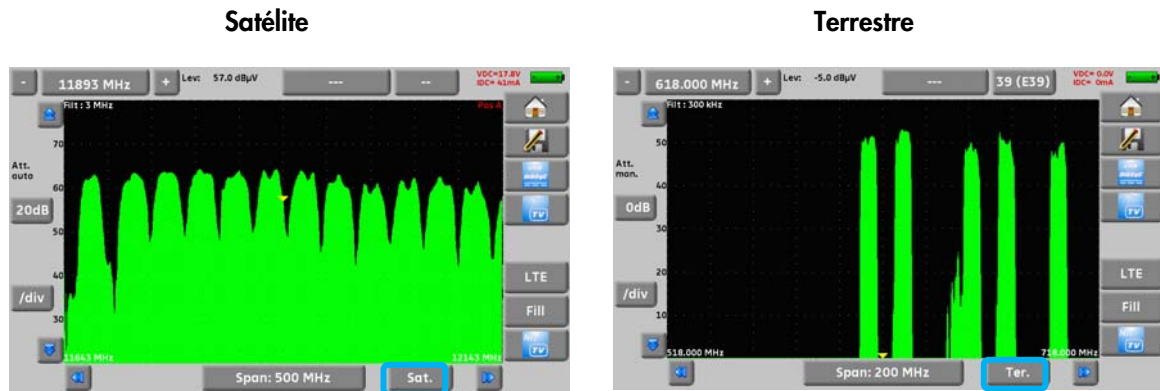 Satélite
- 11893 MHz + Lev: 57.0 dBµV --- -- VDC=17.8V
IDC= 41mA
Filt: 3 MHz Pos A
70
Att.
auto
60
20dB
50
40
LTE
/div
Fill
30
TV
11643 MHz 12143 MHz
Span: 500 MHz Sat.
Terrestre
- 618.000 MHz + Lev: -5.0 dBµV --- 39 (E39) VDC= 0.0V
IDC= 0mA
Filt: 300 kHz
50
Att.
man.
40
0dB
TV
30
20
LTE
/div
10
Fill
TV
518.000 MHz 718.000 MHz
Span: 200 MHz Ter.